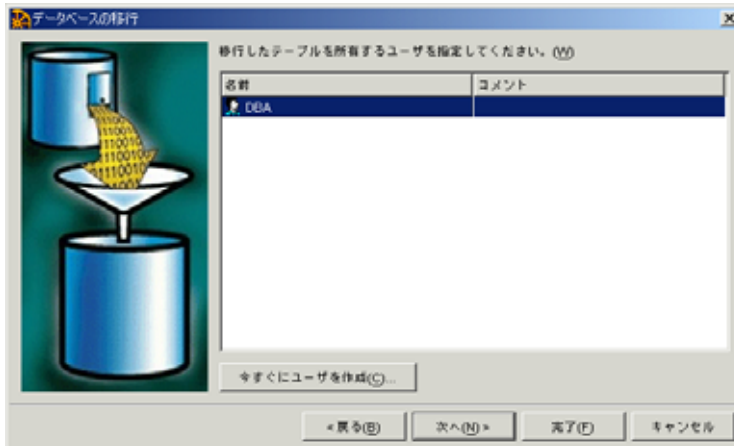 データベースの移行
移行したテーブルを所有するユーザを指定してください。(W)
名前 コメント
DBA
110010
今すぐにユーザを作成(C)...
<戻る(B) 次へ(N)> 完了(F) キャンセル